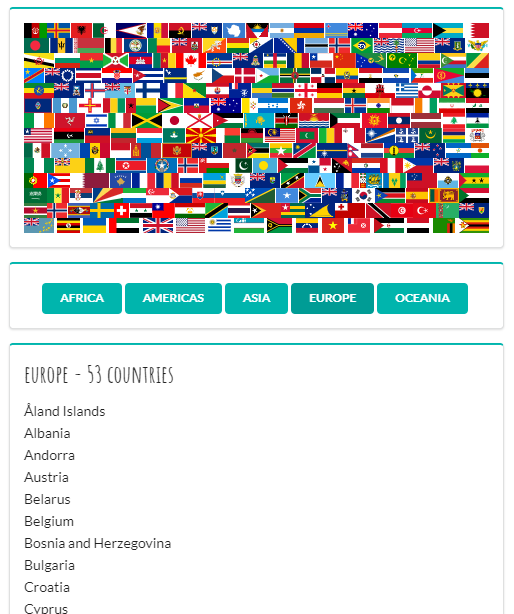 AFRICA
AMERICAS
ASIA
EUROPE
OCEANIA
EUROPE - 53 COUNTRIES
Åland Islands
Albania
Andorra
Austria
Belarus
Belgium
Bosnia and Herzegovina
Bulgaria
Croatia
Cyprus